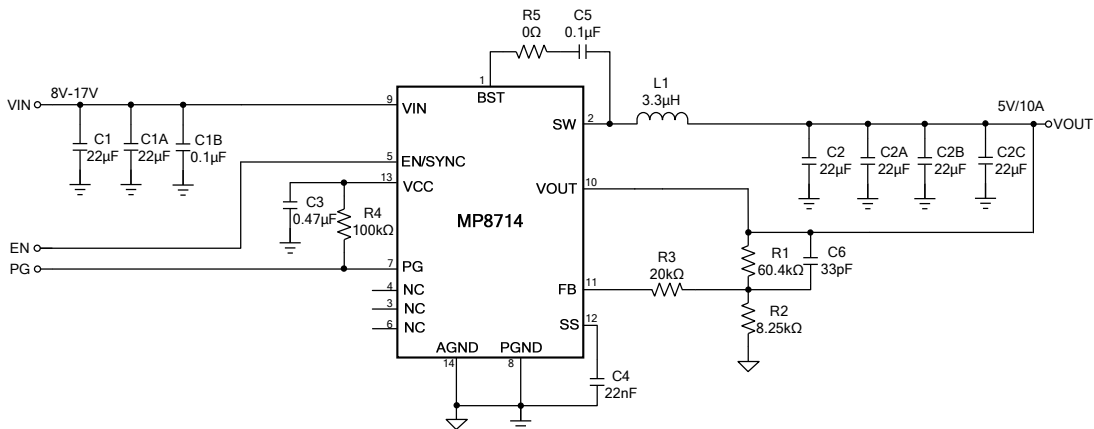 R5
0Ω
C5
0.1µF
1
BST
L1
3.3µH
8V-17V
VIN
9
VIN
SW
2
5V/10A
VOUT
C1
22µF
C1A
22µF
C1B
0.1µF
5
EN/SYNC
13
VCC
C3
0.47µF
R4
100kΩ
MP8714
VOUT
10
C2
22µF
C2A
22µF
C2B
22µF
C2C
22µF
EN
PG
7
PG
4
NC
3
NC
6
NC
R1
60.4kΩ
C6
33pF
R3
20kΩ
FB
11
R2
8.25kΩ
SS
12
AGND
14
PGND
8
C4
22nF